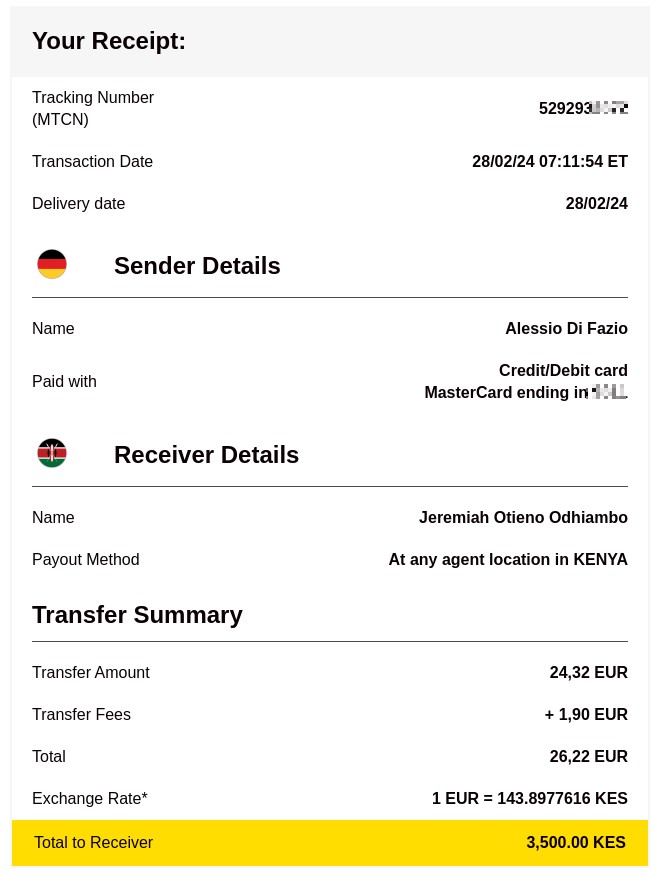 Your Receipt:
Tracking Number
(MTCN)
529293
Transaction Date
28/02/24 07:11:54 ET
Delivery date
28/02/24
Sender Details
Name
Alessio Di Fazio
Paid with
Credit/Debit card
MasterCard ending in
Receiver Details
Name
Jeremiah Otieno Odhiambo
Payout Method
At any agent location in KENYA
Transfer Summary
Transfer Amount
24,32 EUR
Transfer Fees
+ 1,90 EUR
Total
26,22 EUR
Exchange Rate*
1 EUR = 143.8977616 KES
Total to Receiver
3,500.00 KES